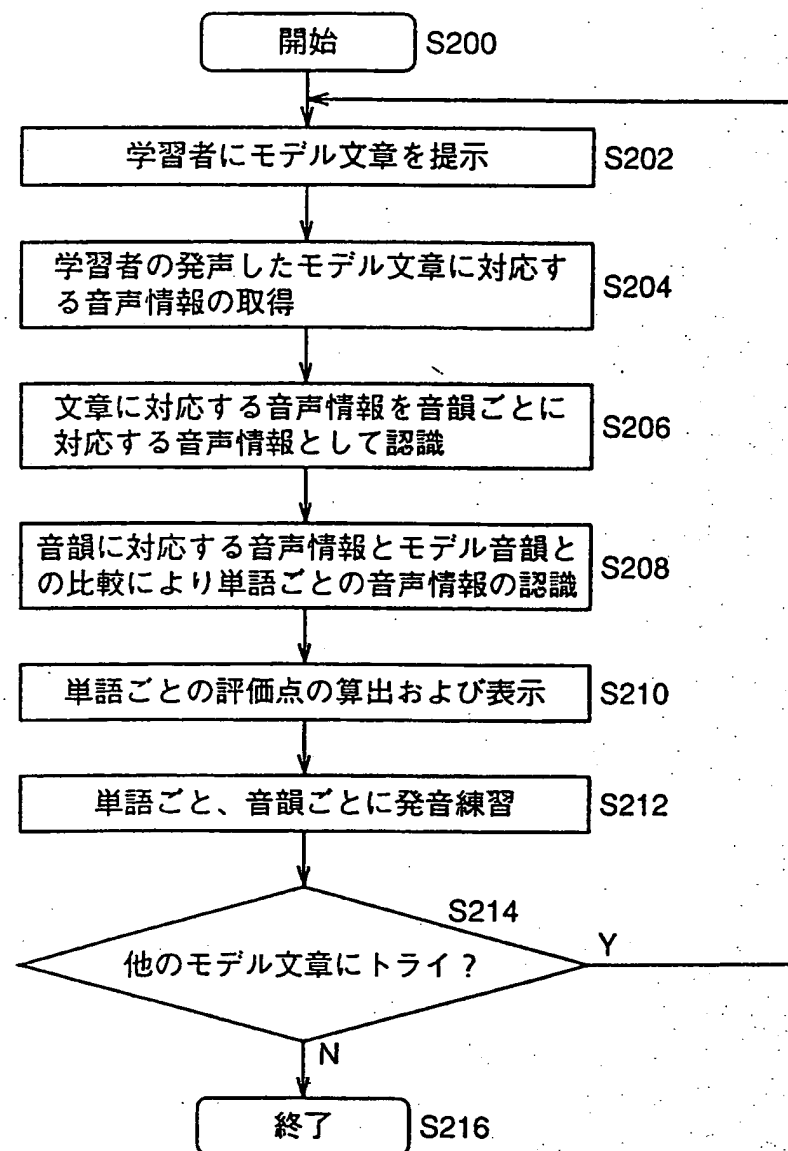 開始 S200
学習者にモデル文章を提示 S202
学習者の発声したモデル文章に対応す
る音声情報の取得 S204
文章に対応する音声情報を音韻ごとに
対応する音声情報として認識 S206
音韻に対応する音声情報とモデル音韻と
の比較により単語ごとの音声情報の認識 S208
単語ごとの評価点の算出および表示 S210
単語ごと、音韻ごとに発音練習 S212
S214
他のモデル文章にトライ？ Y
N
終了 S216